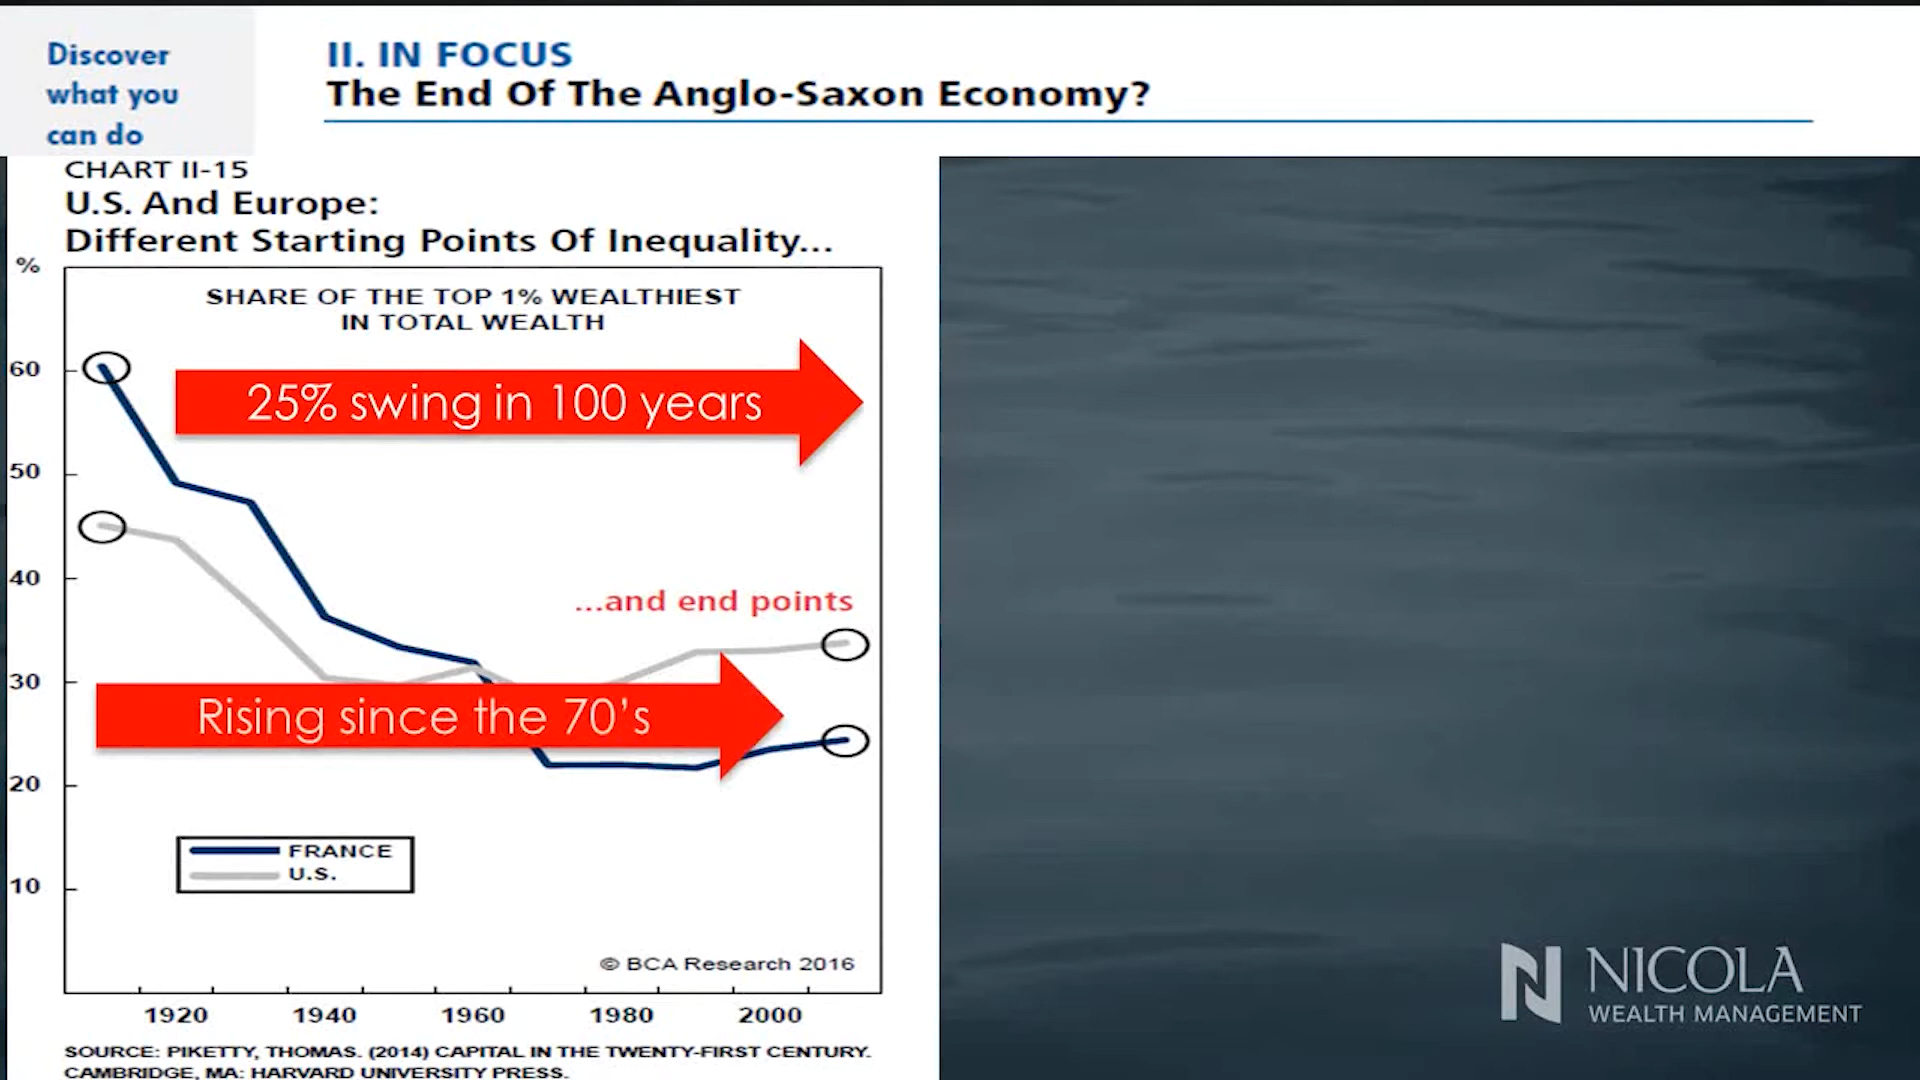 Discover
what you
can do
II. IN FOCUS
The End Of The Anglo-Saxon Economy?
CHART II-15
U.S. And Europe:
Different Starting Points Of Inequality...
%
SHARE OF THE TOP 1% WEALTHIEST
IN TOTAL WEALTH
60
25% swing in 100 years
50
40
...and end points
30
Rising since the 70's
20
FRANCE
U.S.
10
© BCA Research 2016
1920 1940 1960 1980 2000
SOURCE: PIKETTY, THOMAS. (2014) CAPITAL IN THE TWENTY-FIRST CENTURY.
CAMBRIDGE, MA: HARVARD UNIVERSITY PRESS.
N NICOLA
WEALTH MANAGEMENT